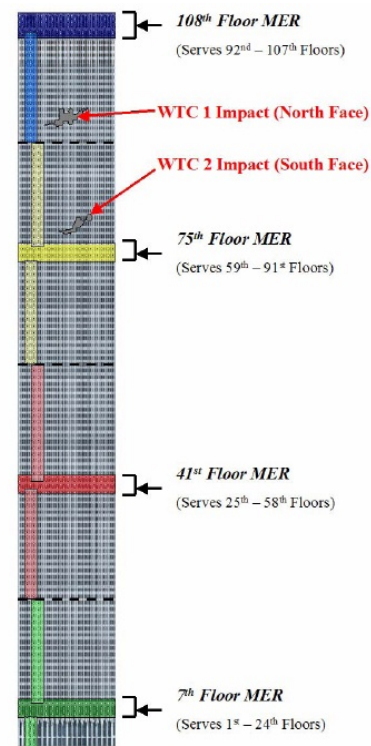 108th Floor MER
(Serves 92nd – 107th Floors)
WTC 1 Impact (North Face)
WTC 2 Impact (South Face)
75th Floor MER
(Serves 59th – 91st Floors)
41st Floor MER
(Serves 25th – 58th Floors)
7th Floor MER
(Serves 1st – 24th Floors)